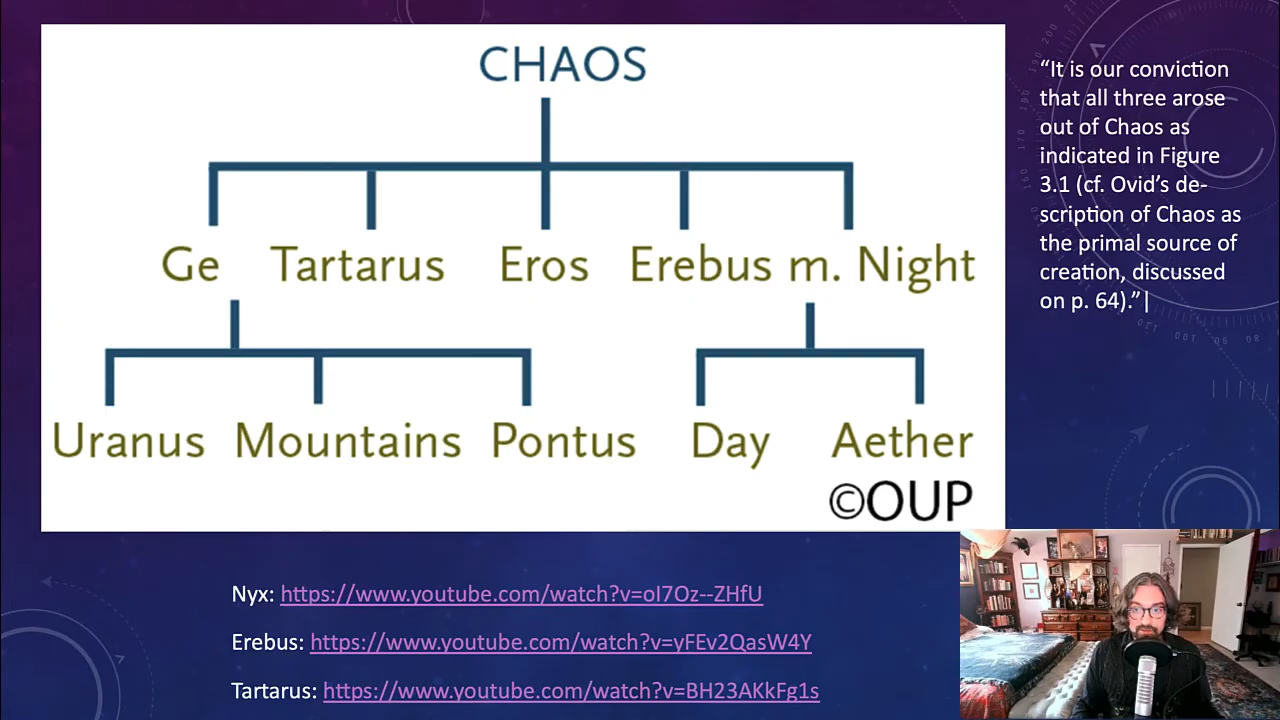 CHAOS
Ge Tartarus Eros Erebus m. Night
Uranus Mountains Pontus Day Aether
©OUP
“It is our conviction
that all three arose
out of Chaos as
indicated in Figure
3.1 (cf. Ovid’s de-
scription of Chaos as
the primal source of
creation, discussed
on p. 64).”
Nyx: https://www.youtube.com/watch?v=oI7Oz--ZHfU
Erebus: https://www.youtube.com/watch?v=yFEv2QasW4Y
Tartarus: https://www.youtube.com/watch?v=BH23AKkFg1s